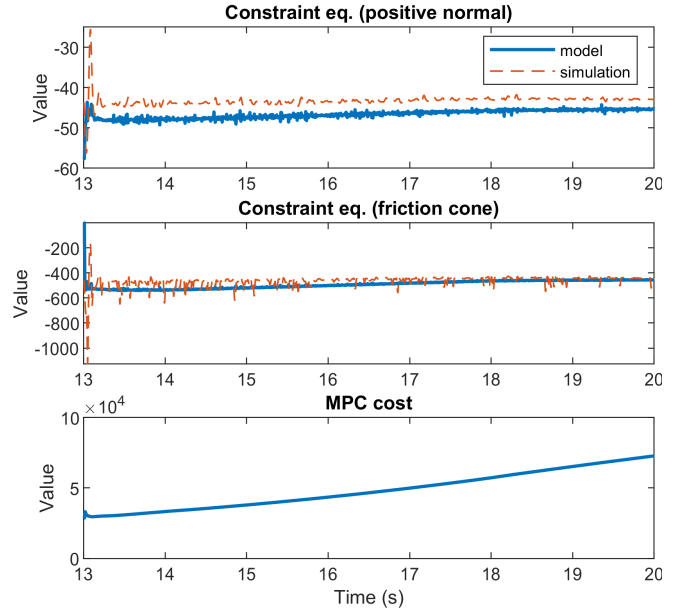 Constraint eq. (positive normal)
-30
-40
-50
-60
Value
model
simulation
13 14 15 16 17 18 19 20
Constraint eq. (friction cone)
-200
-400
-600
-800
-1000
Value
13 14 15 16 17 18 19 20
MPC cost
×10⁴
10
5
0
Value
13 14 15 16 17 18 19 20
Time (s)